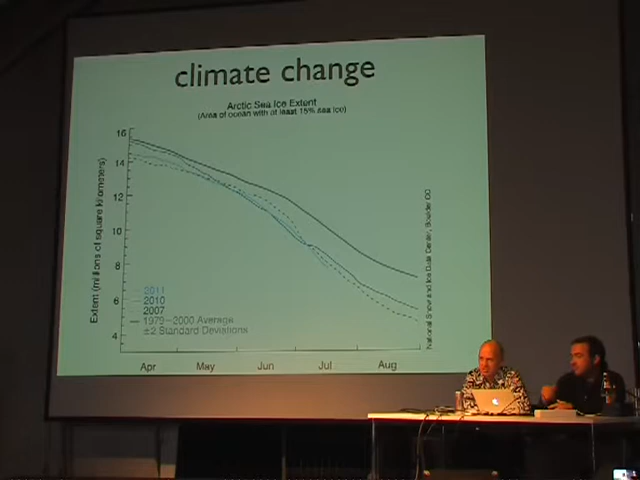 climate change
Arctic Sea Ice Extent
(Area of ocean with at least 15% sea ice)
16
14
12
10
8
6
4
Extent (millions of square kilometers)
2011
2010
2007
1979–2000 Average
±2 Standard Deviations
Apr May Jun Jul Aug
National Snow and Ice Data Center, Boulder CO